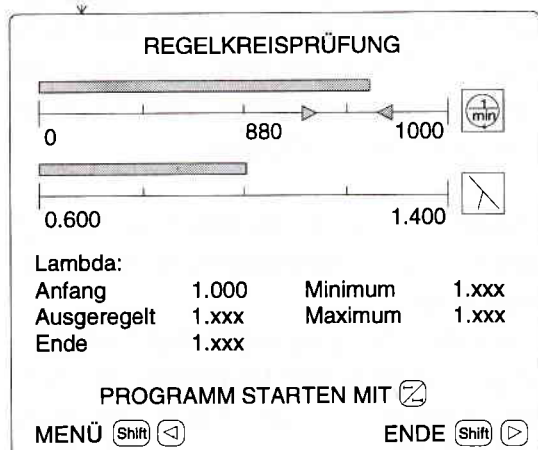 REGELKREISPRÜFUNG
0 880 1000 1/min
0.600 1.400 λ
Lambda:
Anfang 1.000 Minimum 1.xxx
Ausgeregelt 1.xxx Maximum 1.xxx
Ende 1.xxx
PROGRAMM STARTEN MIT
MENÜ Shift ENDE Shift